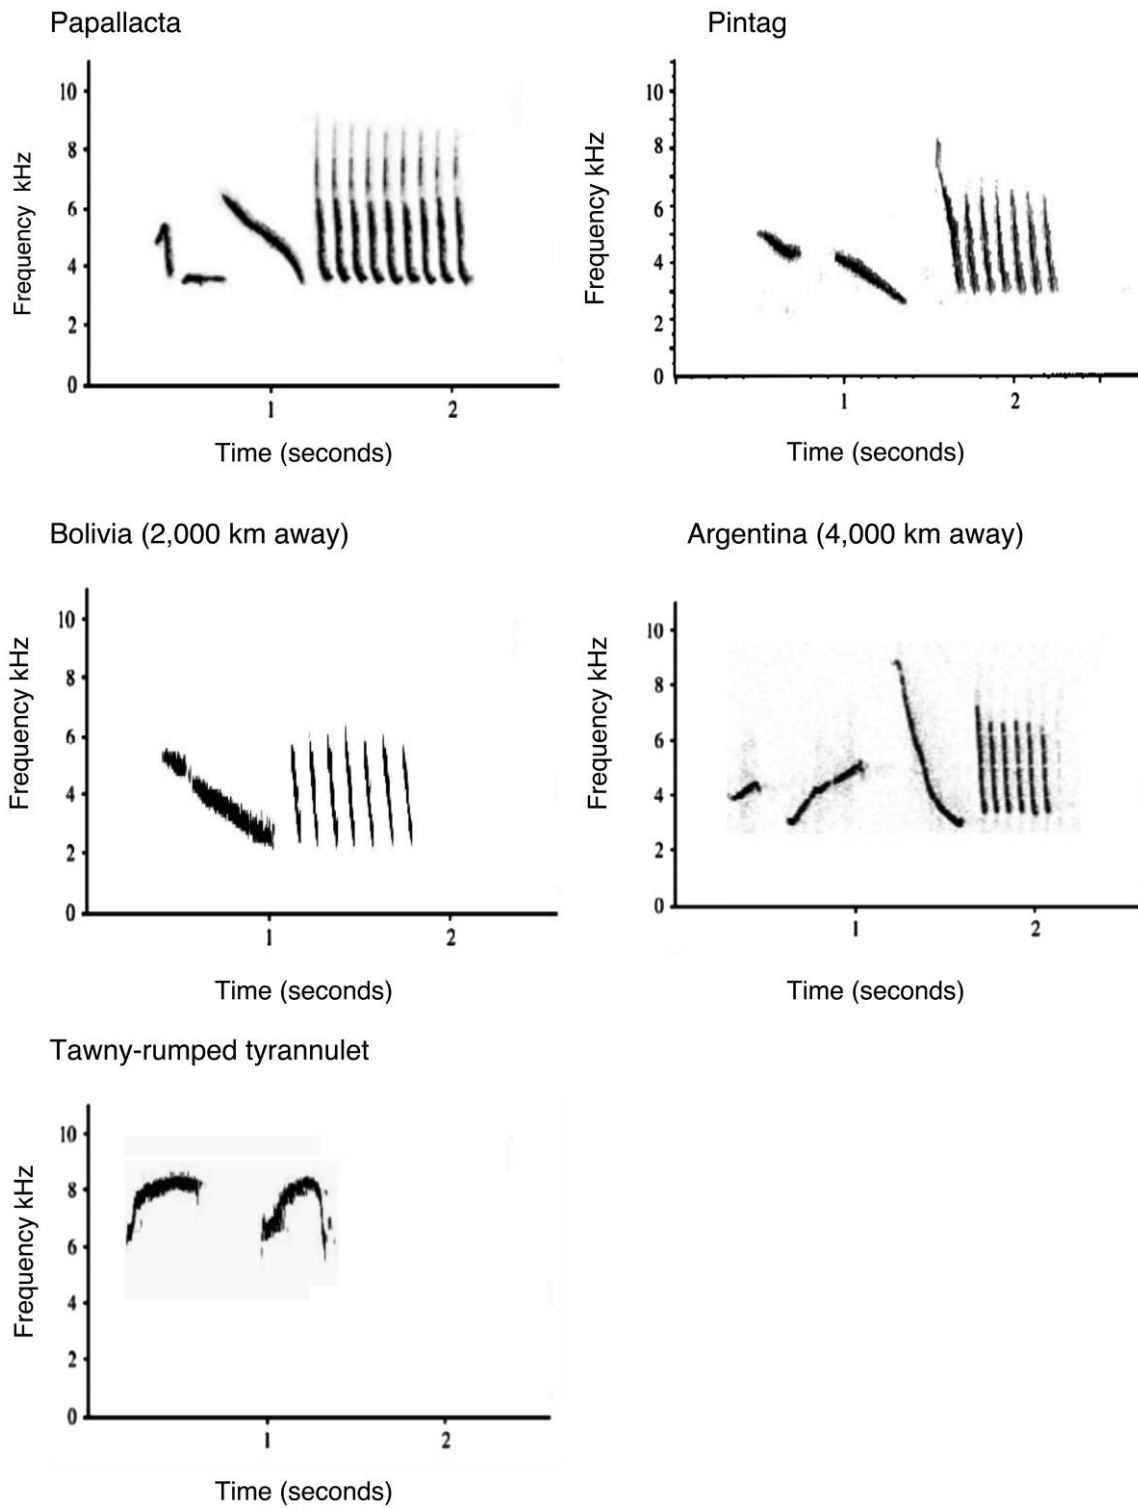 Papallacta
Pintag
10
8
6
4
2
0
Frequency kHz
1
2
Time (seconds)
10
8
6
4
2
0
Frequency kHz
1
2
Time (seconds)
Bolivia (2,000 km away)
Argentina (4,000 km away)
10
8
6
4
2
0
Frequency kHz
1
2
Time (seconds)
10
8
6
4
2
0
Frequency kHz
1
2
Time (seconds)
Tawny-rumped tyrannulet
10
8
6
4
2
0
Frequency kHz
1
2
Time (seconds)